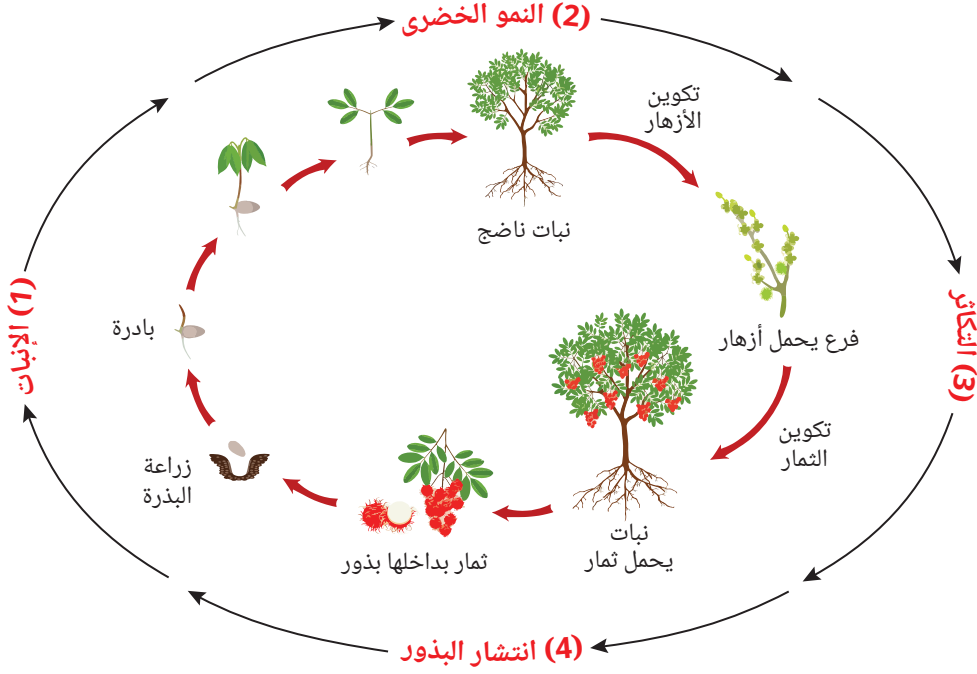 (2) النمو الخضرى
تكوين
الأزهار
نبات ناضج
(3) التكاثر
فرع يحمل أزهار
تكوين
الثمار
نبات
يحمل ثمار
ثمار بداخلها بذور
(4) انتشار البذور
زراعة
البذرة
بادرة
(1) الإنبات